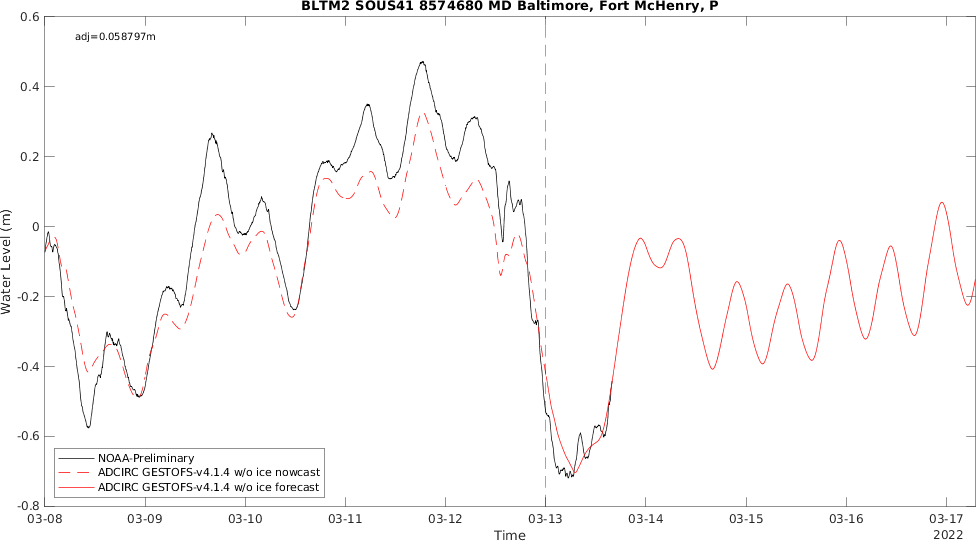 BLTM2 SOUS41 8574680 MD Baltimore, Fort McHenry, P
adj=0.058797m
0.6
0.4
0.2
0
-0.2
-0.4
-0.6
-0.8
Water Level (m)
NOAA-Preliminary
ADCIRC GESTOFS-v4.1.4 w/o ice nowcast
ADCIRC GESTOFS-v4.1.4 w/o ice forecast
03-08 03-09 03-10 03-11 03-12 03-13 03-14 03-15 03-16 03-17
Time
2022